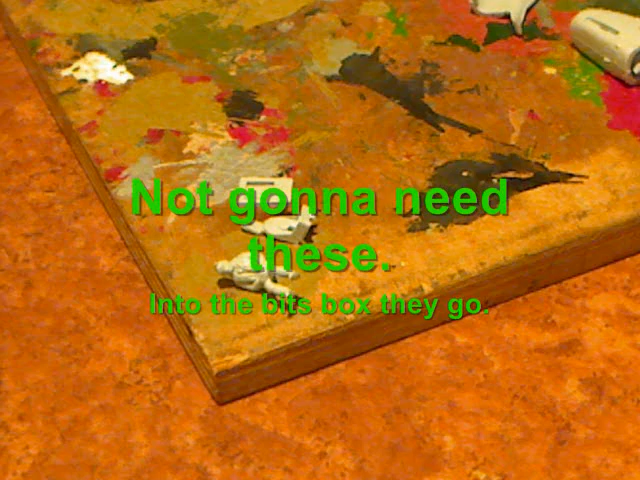 Not gonna need
these.
Into the bits box they go.